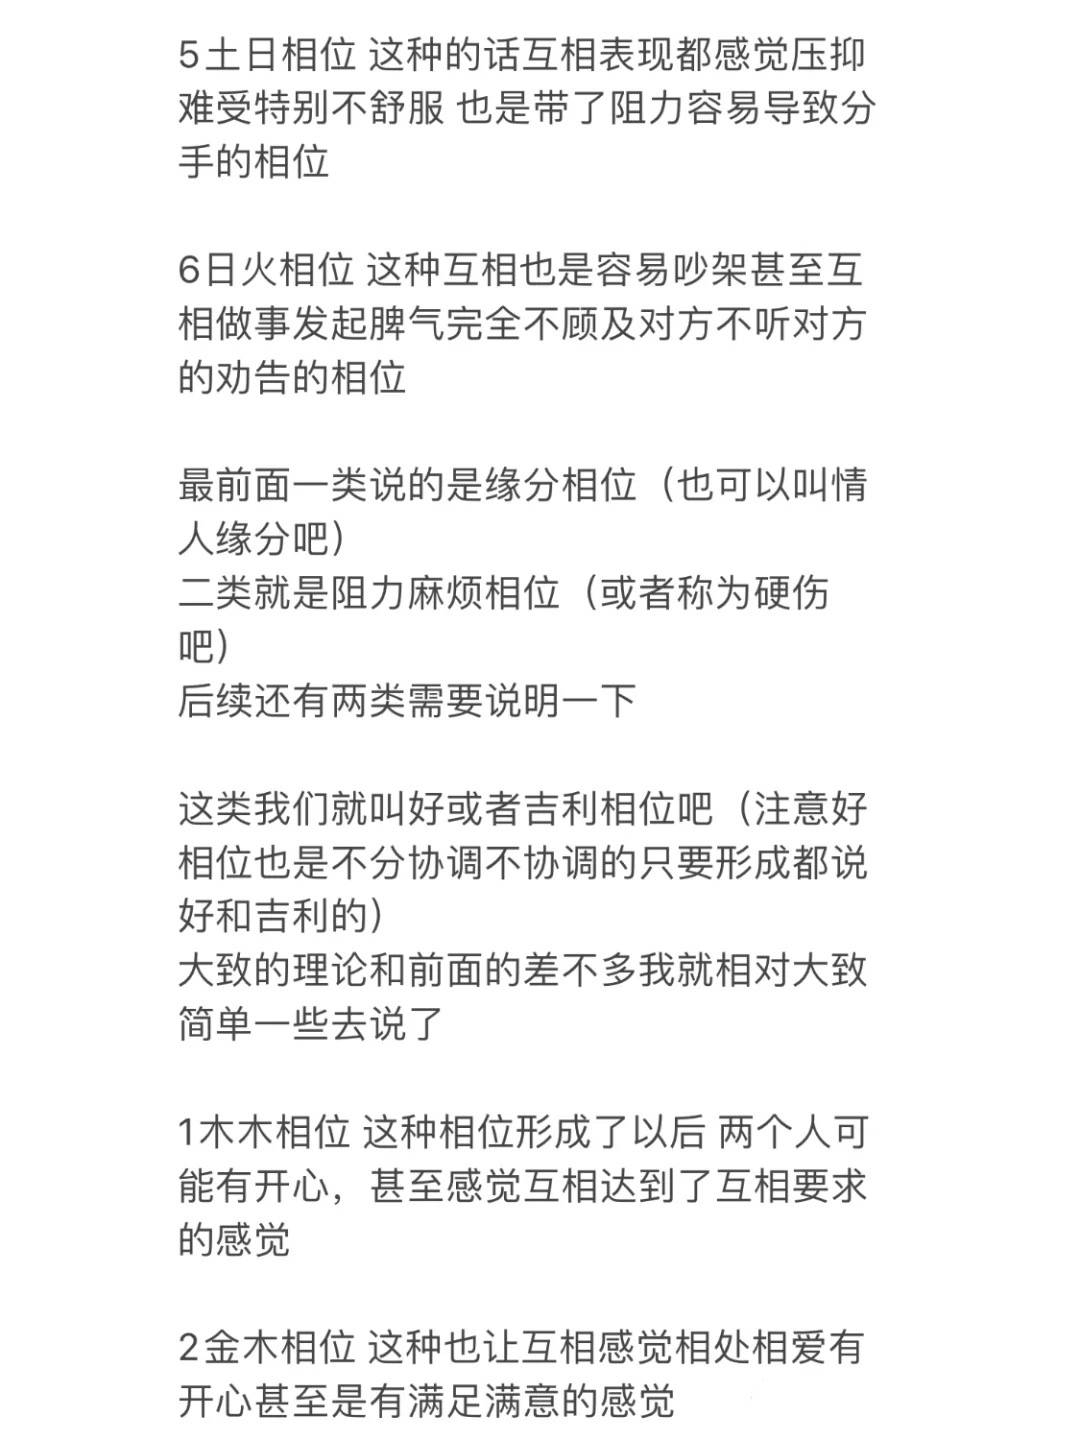 5土日相位 这种的话互相表现都感觉压抑
难受特别不舒服 也是带了阻力容易导致分
手的相位
6日火相位 这种互相也是容易吵架甚至互
相做事发起脾气完全不顾及对方不听对方
的劝告的相位
最前面一类说的是缘分相位（也可以叫情
人缘分吧）
二类就是阻力麻烦相位（或者称为硬伤
吧）
后续还有两类需要说明一下
这类我们就叫好或者吉利相位吧（注意好
相位也是不分协调不协调的只要形成都说
好和吉利的）
大致的理论和前面的差不多我就相对大致
简单一些去说了
1木木相位 这种相位形成了以后 两个人可
能有开心，甚至感觉互相达到了互相要求
的感觉
2金木相位 这种也让互相感觉相处相爱有
开心甚至是有满足满意的感觉